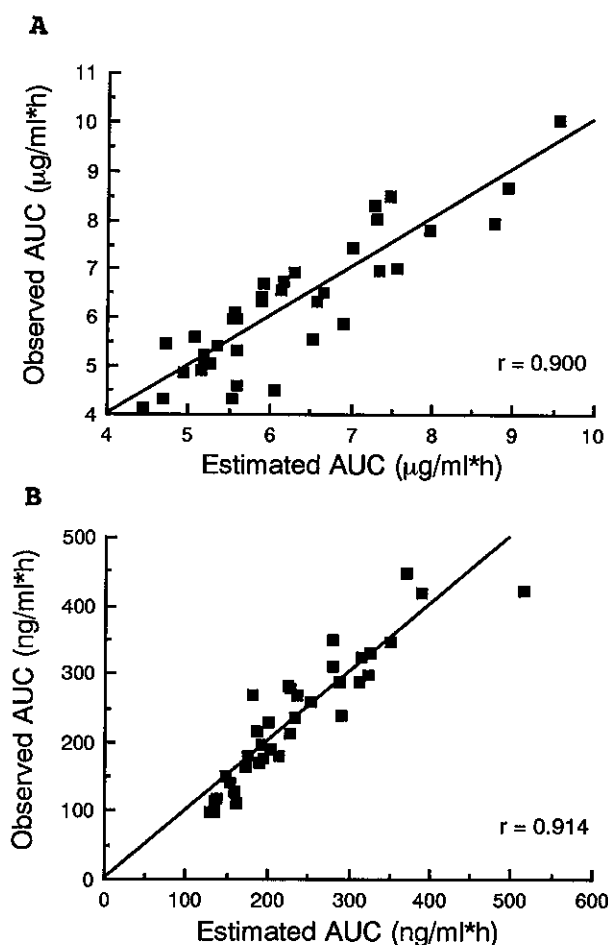 A
11
10
9
8
7
6
5
4
Observed AUC (µg/ml*h)
r = 0.900
4 5 6 7 8 9 10
Estimated AUC (µg/ml*h)
B
500
400
300
200
100
0
Observed AUC (ng/ml*h)
r = 0.914
0 100 200 300 400 500 600
Estimated AUC (ng/ml*h)